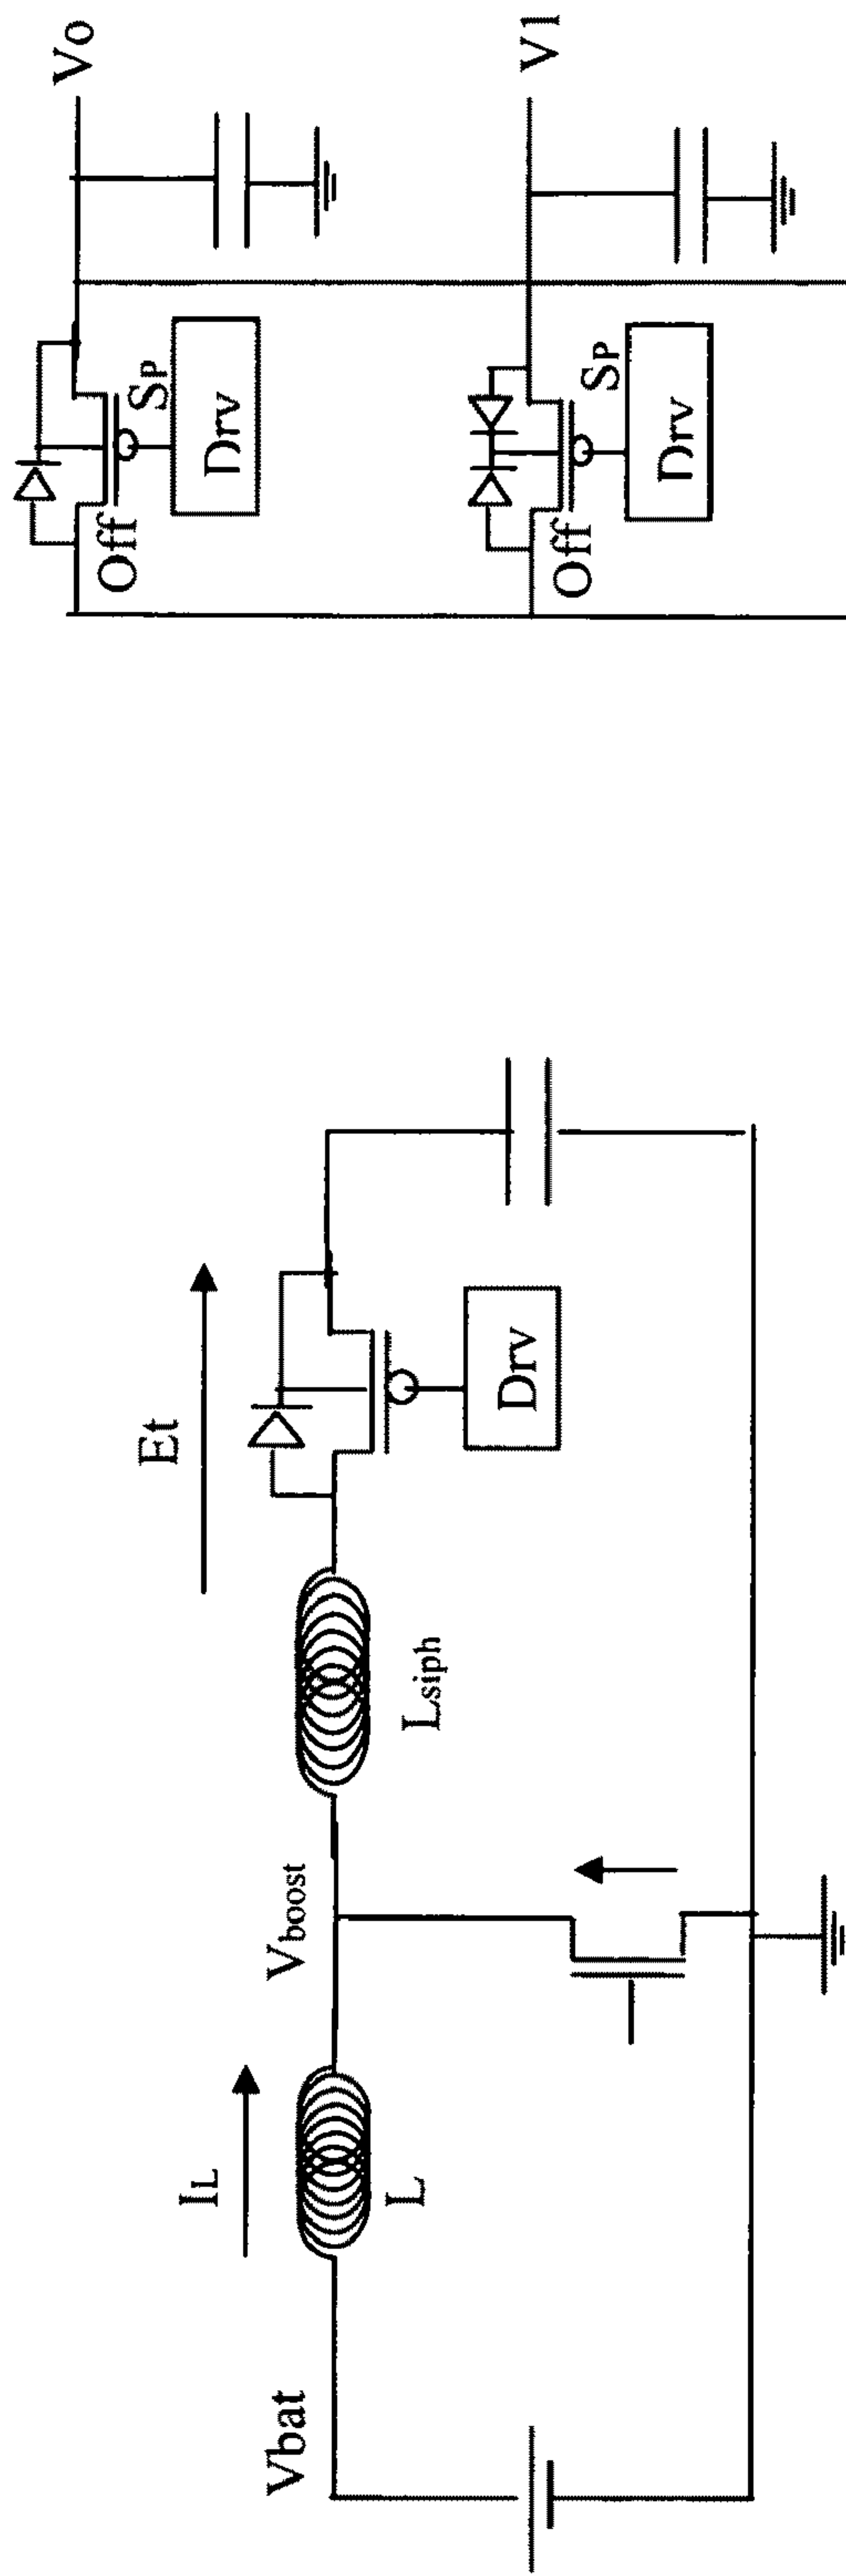 Vbat
IL
L
Vboost
Lsiph
Et
Drv
Off
SP
Drv
Vo
Off
SP
Drv
V1